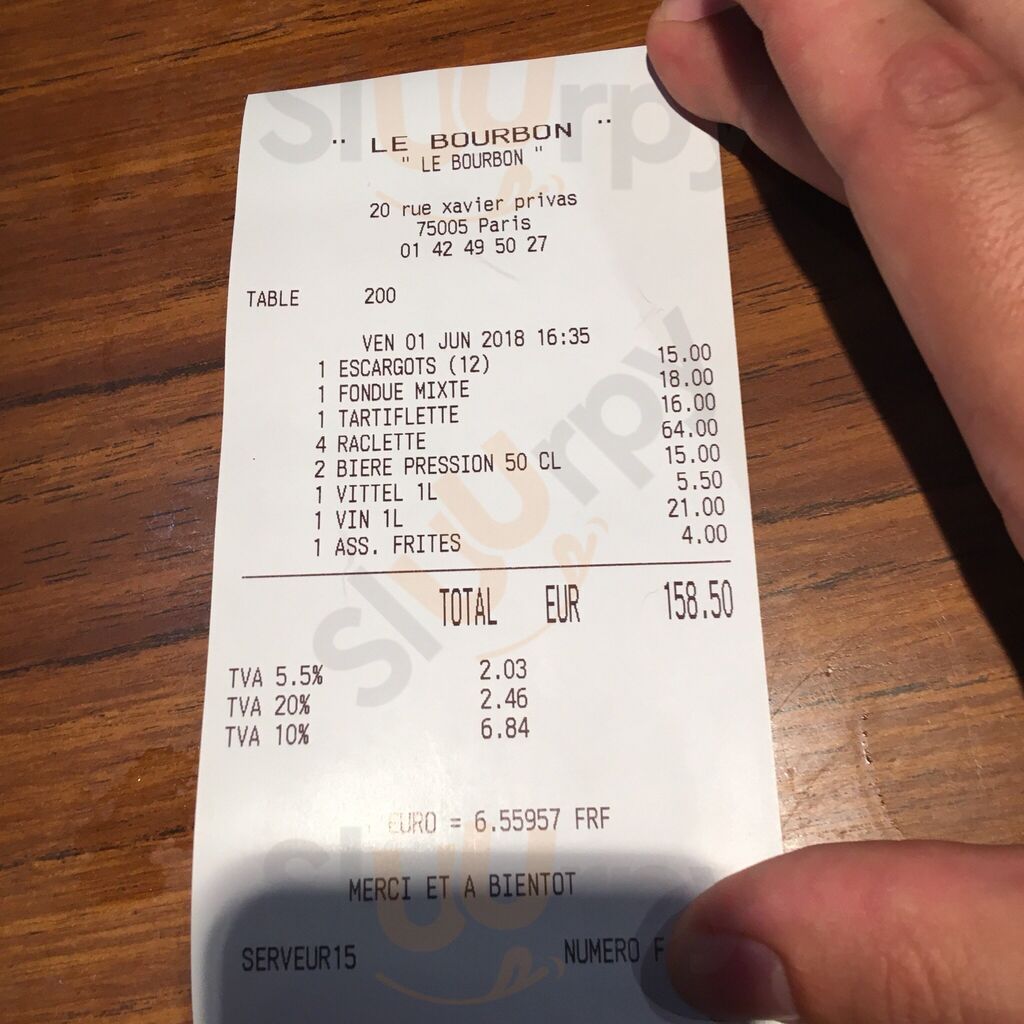 " LE BOURBON "
" LE BOURBON "
20 rue xavier privas
75005 Paris
01 42 49 50 27
TABLE 200
VEN 01 JUN 2018 16:35
1 ESCARGOTS (12) 15.00
1 FONDUE MIXTE 18.00
1 TARTIFLETTE 16.00
4 RACLETTE 64.00
2 BIERE PRESSION 50 CL 15.00
1 VITTEL 1L 5.50
1 VIN 1L 21.00
1 ASS. FRITES 4.00
TOTAL EUR 158.50
TVA 5.5% 2.03
TVA 20% 2.46
TVA 10% 6.84
EURO = 6.55957 FRF
MERCI ET A BIENTOT
SERVEUR15 NUMERO F
Slurpy
Slurpy